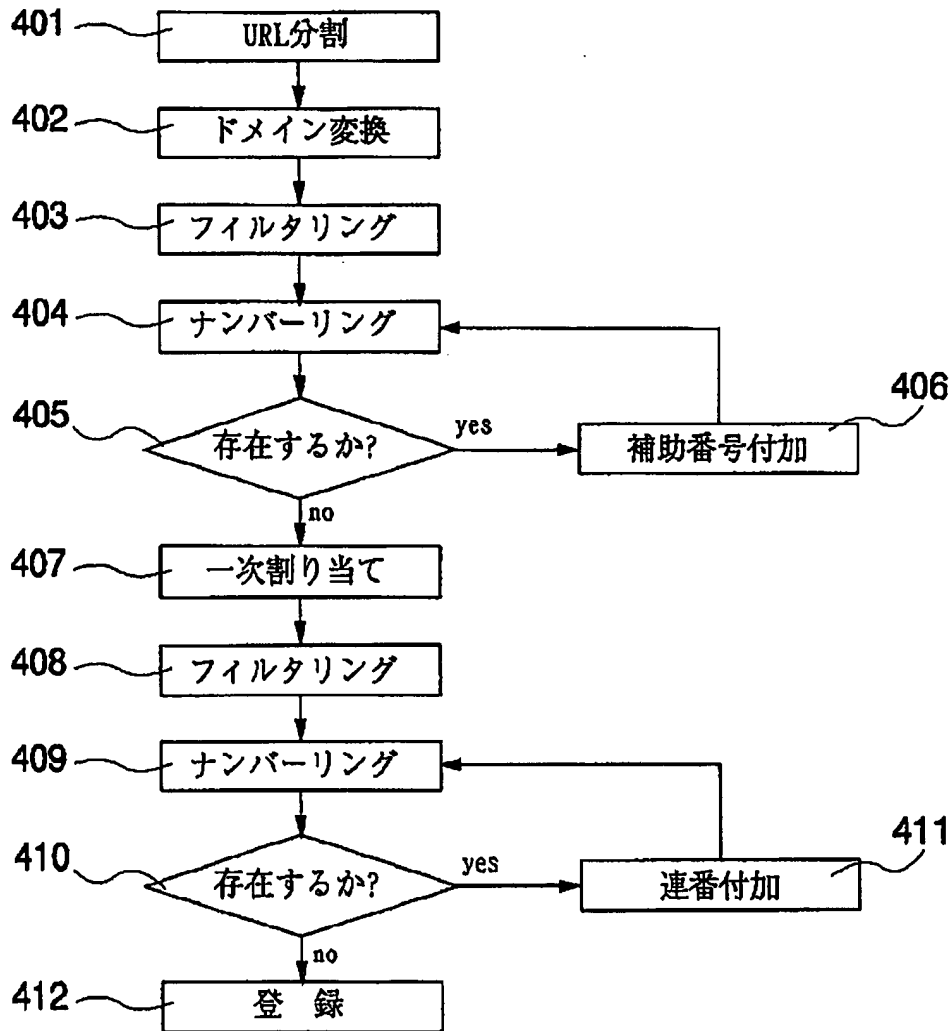 401
URL分割
402
ドメイン変換
403
フィルタリング
404
ナンバーリング
405
存在するか?
yes
406
補助番号付加
no
407
一次割り当て
408
フィルタリング
409
ナンバーリング
410
存在するか?
yes
411
連番付加
no
412
登 録